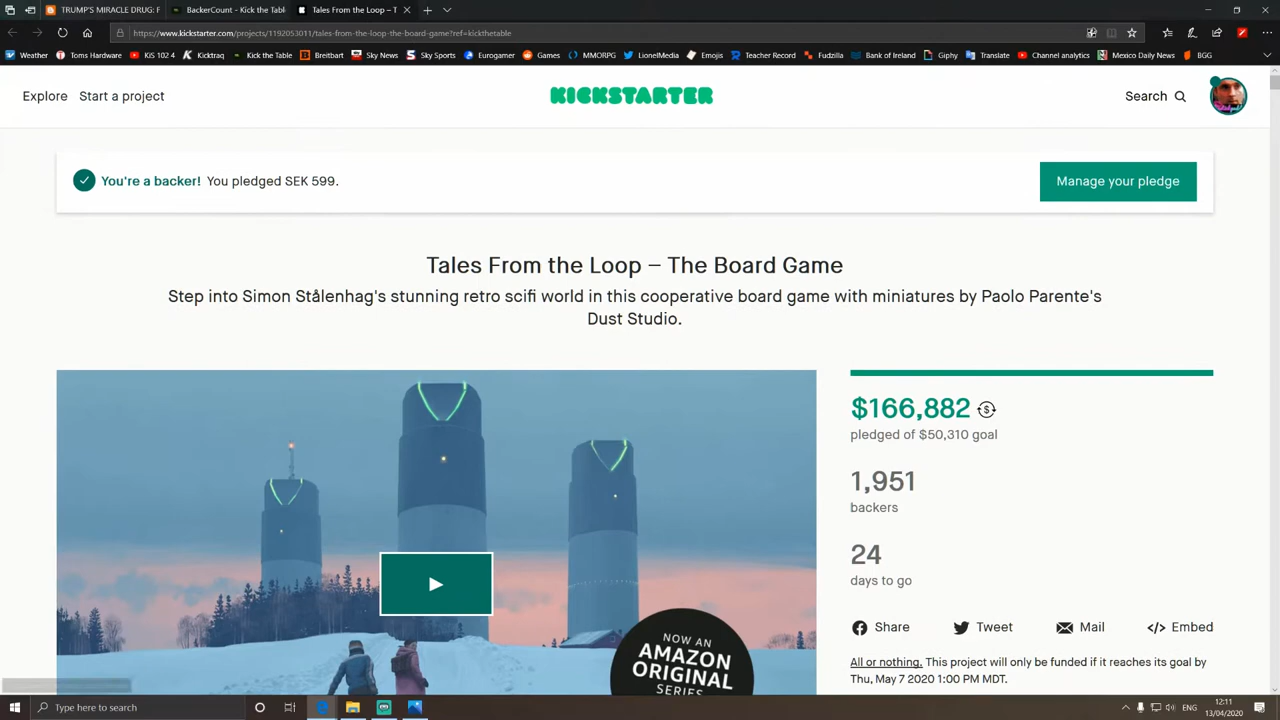 TRUMP'S MIRACLE DRUG: F
BackerCount - Kick the Tabl
Tales From the Loop – T
https://www.kickstarter.com/projects/1192053011/tales-from-the-loop-the-board-game?ref=kickthetable
Weather Toms Hardware KiS 102 4 Kicktraq Kick the Table Breitbart Sky News Sky Sports Eurogamer Games MMORPG LionelMedia Emojis Teacher Record Fudzilla Bank of Ireland Giphy Translate Channel analytics Mexico Daily News BGG
Explore Start a project KICKSTARTER Search
You're a backer! You pledged SEK 599. Manage your pledge
Tales From the Loop – The Board Game
Step into Simon Stålenhag's stunning retro scifi world in this cooperative board game with miniatures by Paolo Parente's
Dust Studio.
$166,882
pledged of $50,310 goal
1,951
backers
24
days to go
Share Tweet Mail Embed
All or nothing. This project will only be funded if it reaches its goal by
Thu, May 7 2020 1:00 PM MDT.
NOW AN
AMAZON
ORIGINAL
SERIES
Type here to search
ENG
12:11
13/04/2020